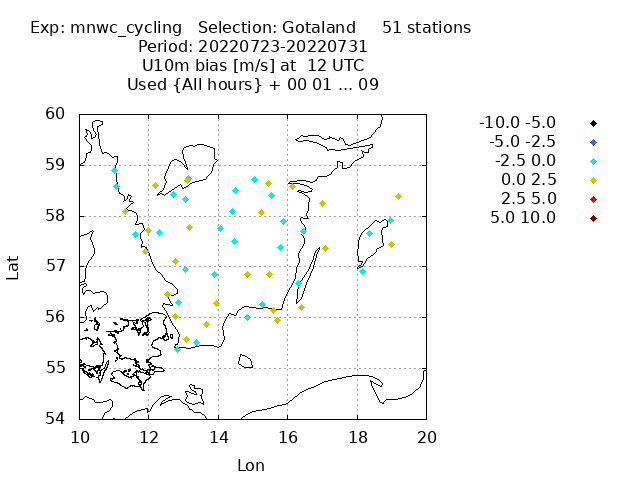 Exp: mnwc_cycling   Selection: Gotaland     51 stations
Period: 20220723-20220731
U10m bias [m/s] at  12 UTC
Used {All hours} + 00 01 ... 09
-10.0 -5.0
-5.0 -2.5
-2.5 0.0
0.0 2.5
2.5 5.0
5.0 10.0
60
59
58
57
56
55
54
Lat
10 12 14 16 18 20
Lon